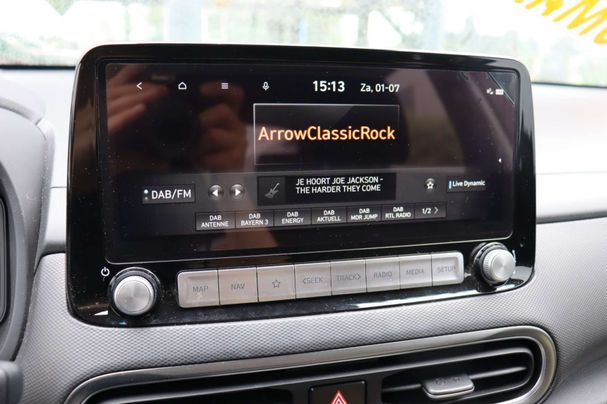 15:13 Za, 01-07
ArrowClassicRock
JE HOORT JOE JACKSON -
THE HARDER THEY COME
DAB/FM
Live Dynamic
DAB ANTENNE
DAB BAYERN 3
DAB ENERGY
DAB AKTUELL
DAB MDR JUMP
DAB RTL RADIO
1/2 >
MAP
NAV
<SEEK
TRACK>
RADIO
MEDIA
SETUP